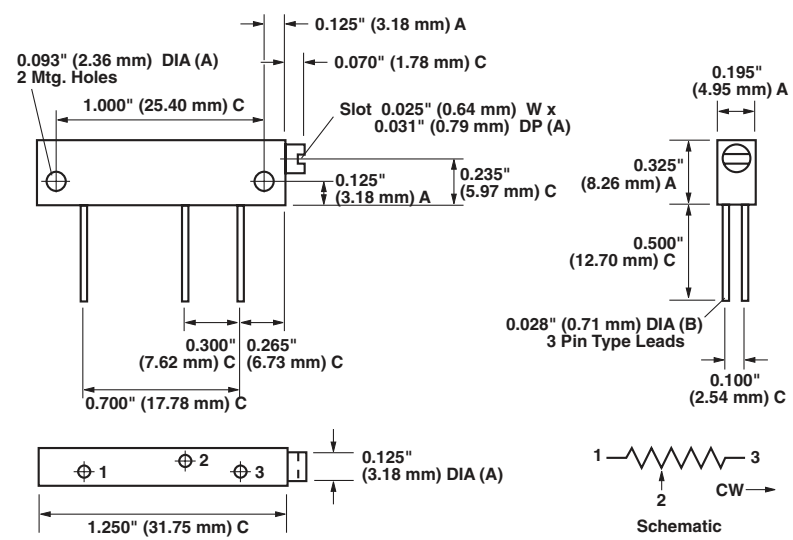 0.125" (3.18 mm) A
0.093" (2.36 mm) DIA (A)
2 Mtg. Holes
0.070" (1.78 mm) C
1.000" (25.40 mm) C
Slot 0.025" (0.64 mm) W x
0.031" (0.79 mm) DP (A)
0.195"
(4.95 mm) A
0.125"
(3.18 mm) A
0.235"
(5.97 mm) C
0.325"
(8.26 mm) A
0.500"
(12.70 mm) C
0.300"
(7.62 mm) C
0.265"
(6.73 mm) C
0.028" (0.71 mm) DIA (B)
3 Pin Type Leads
0.700" (17.78 mm) C
0.100"
(2.54 mm) C
1
2
3
0.125"
(3.18 mm) DIA (A)
1.250" (31.75 mm) C
1
3
2
CW
Schematic